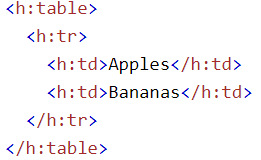 <h:table>
  <h:tr>
    <h:td>Apples</h:td>
    <h:td>Bananas</h:td>
  </h:tr>
</h:table>